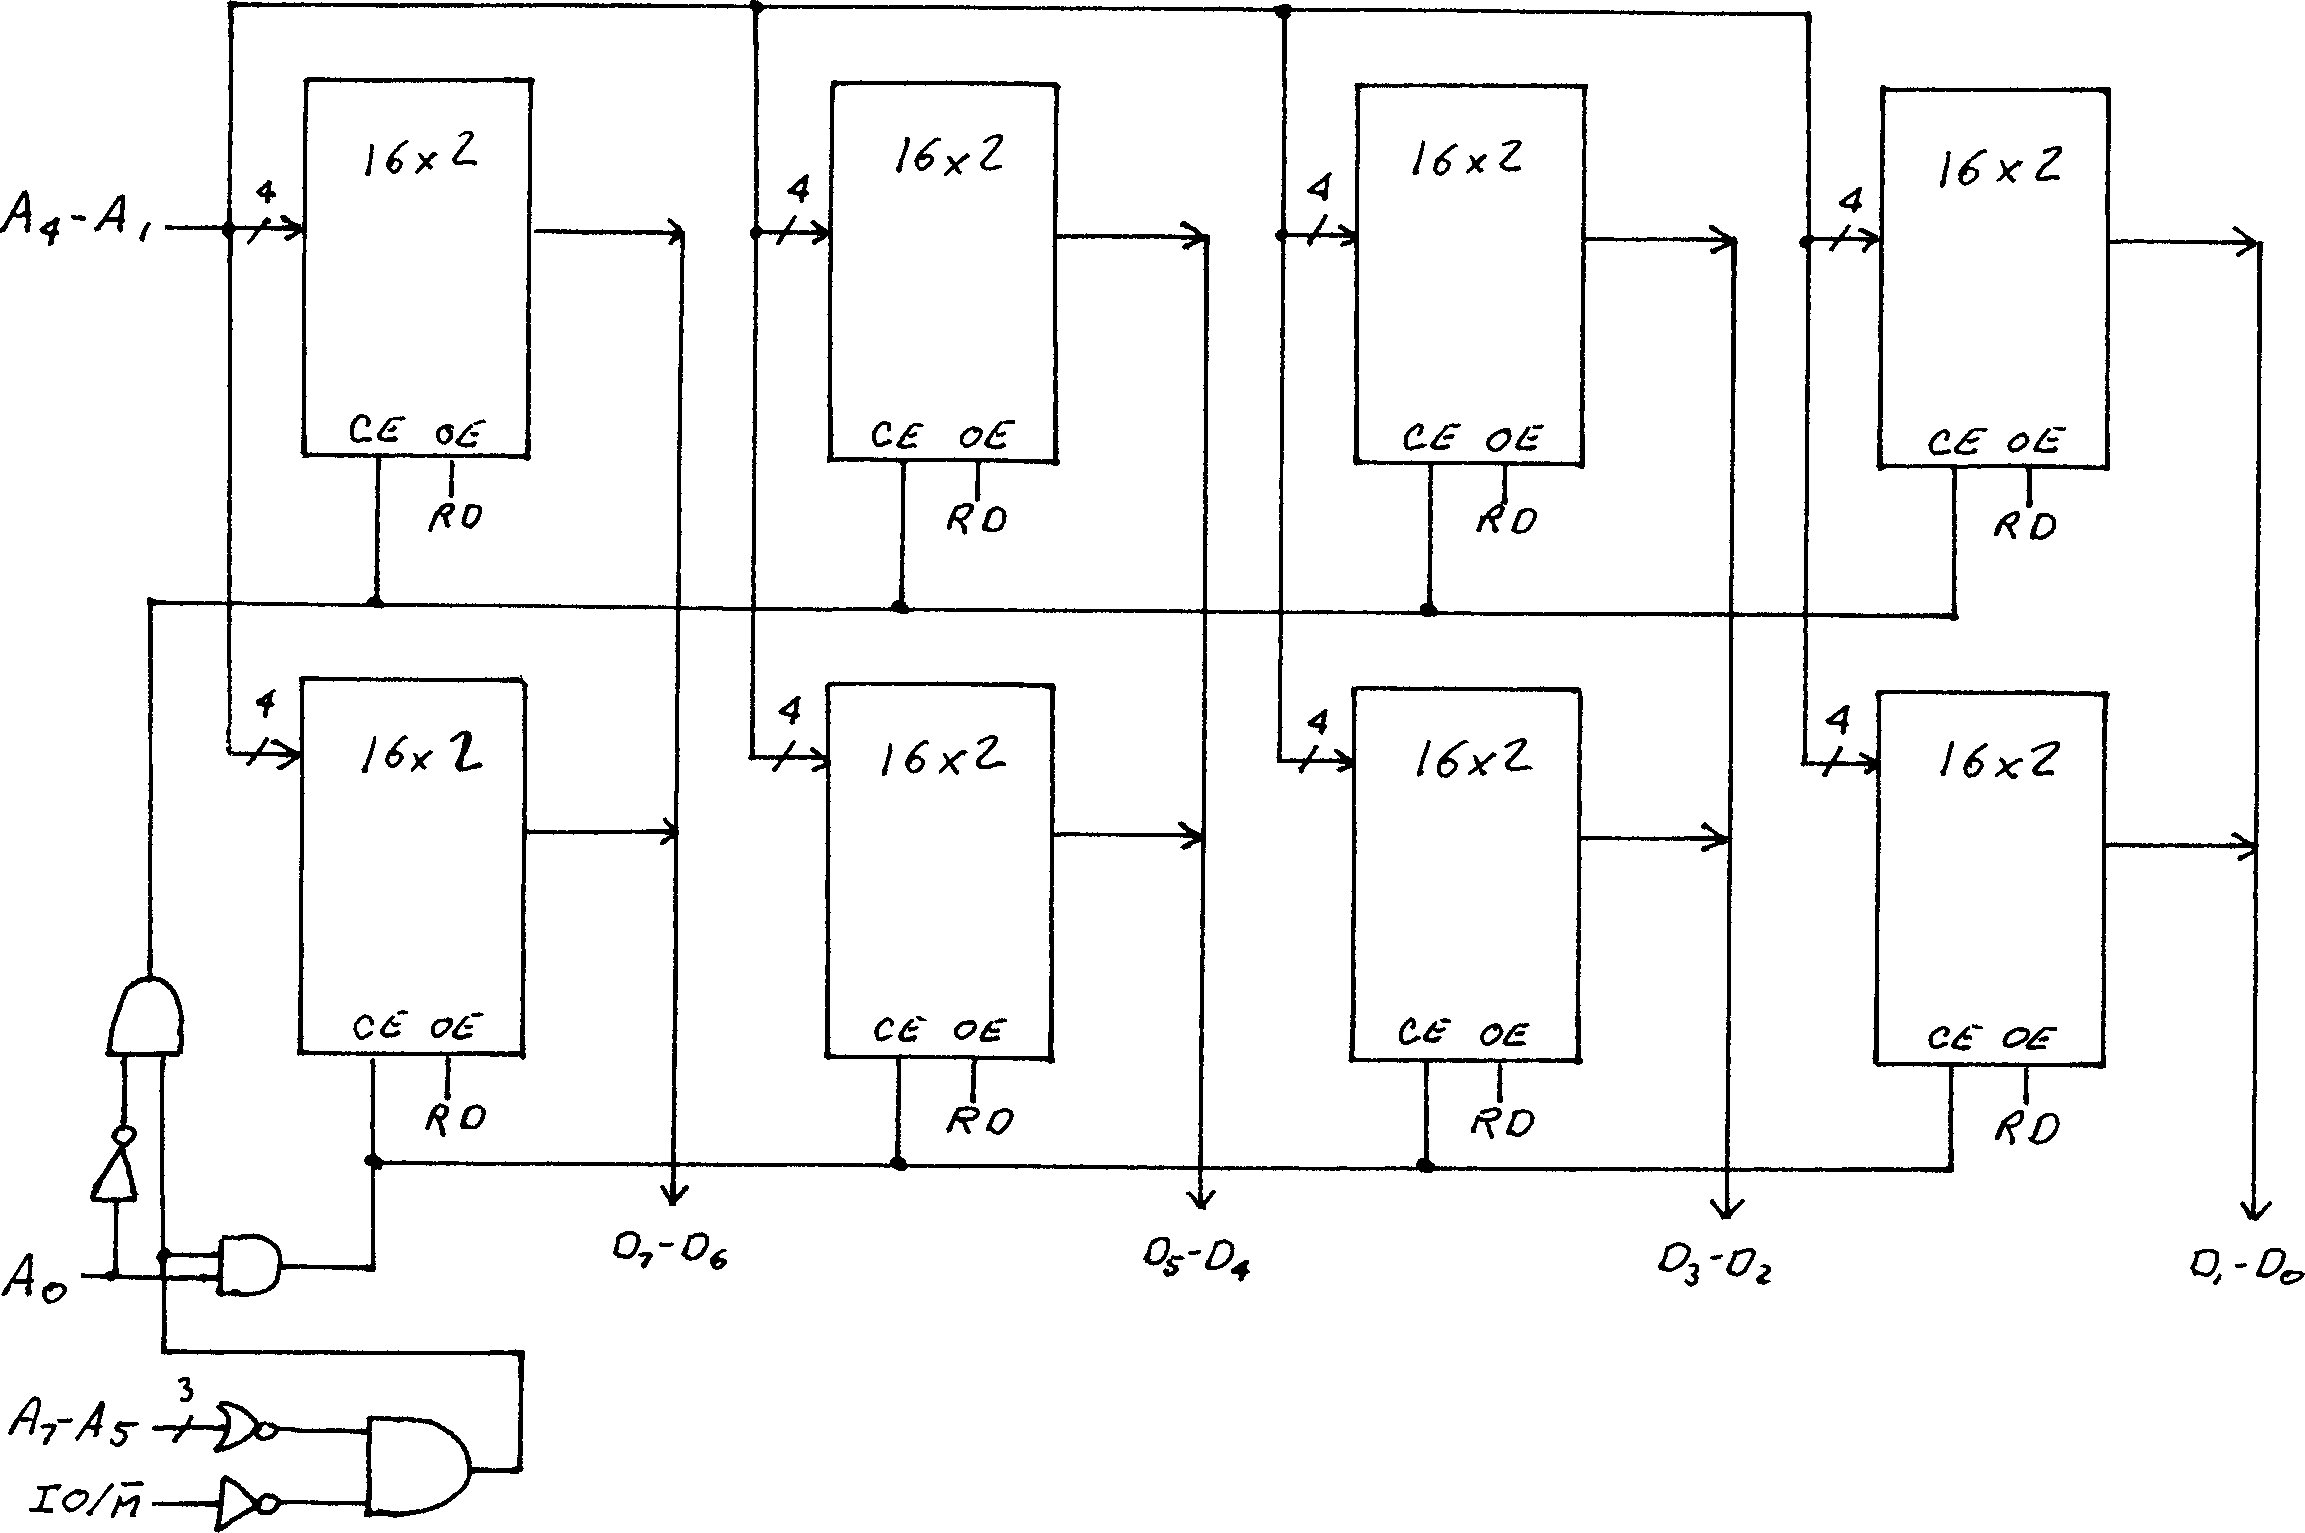 16x2 16x2 16x2 16x2
4 4 4 4
A4-A1
CE OE CE OE CE OE CE OE
RD RD RD RD
4 4 4 4
16x2 16x2 16x2 16x2
CE OE CE OE CE OE CE OE
RD RD RD RD
D7-D6 D5-D4 D3-D2 D1-D0
A0
3
A7-A5
IO/M̅